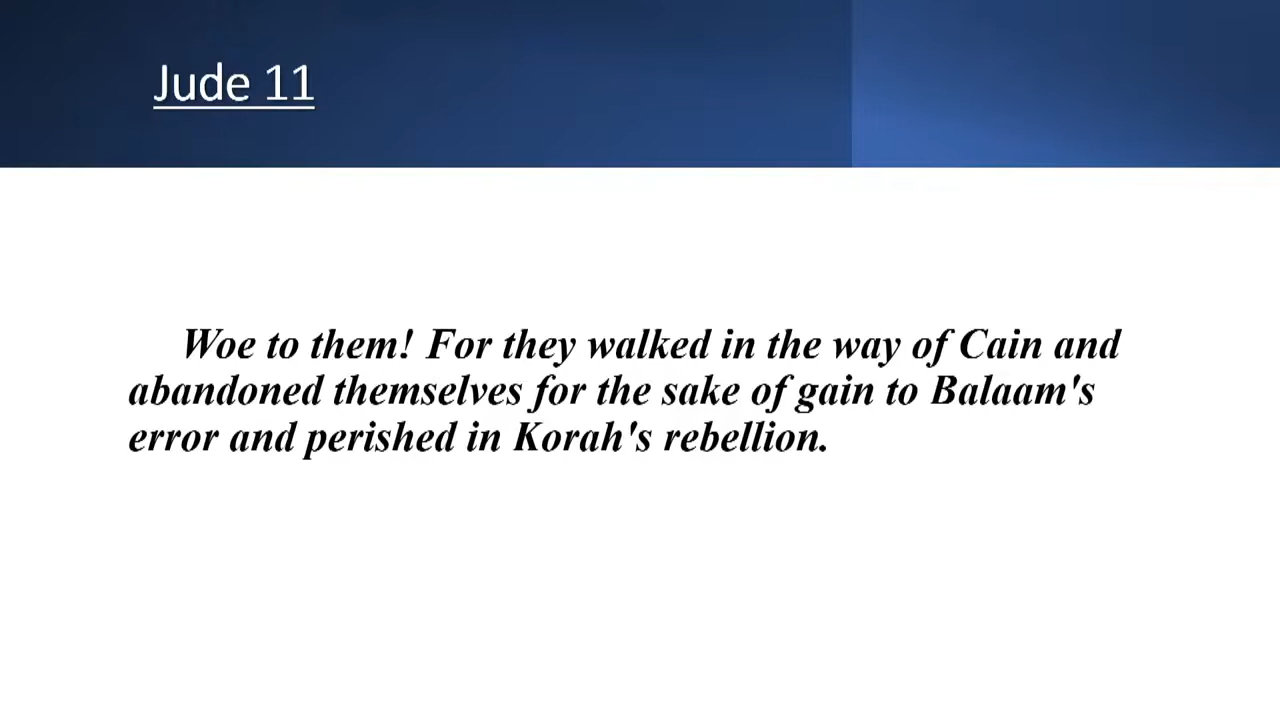 Jude 11
Woe to them! For they walked in the way of Cain and
abandoned themselves for the sake of gain to Balaam's
error and perished in Korah's rebellion.